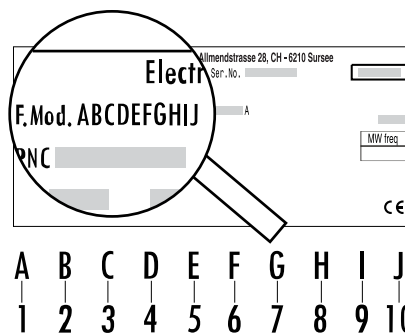 Allmendstrasse 28, CH - 6210 Sursee
Electr
Ser.No.
F.Mod. ABCDEFGHIJ
A
PNC
MW freq
CE
A B C D E F G H I J
1 2 3 4 5 6 7 8 9 10